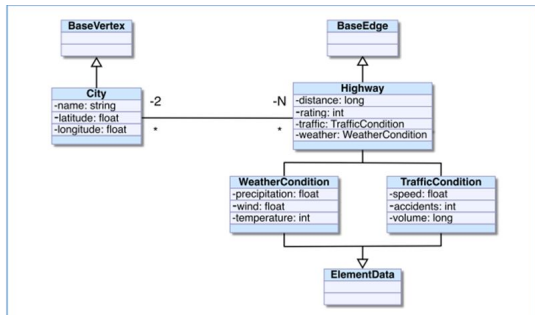 BaseVertex
BaseEdge
City
-name: string
-latitude: float
-longitude: float
-2
-N
*
*
Highway
-distance: long
-rating: int
-traffic: TrafficCondition
-weather: WeatherCondition
WeatherCondition
-precipitation: float
-wind: float
-temperature: int
TrafficCondition
-speed: float
-accidents: int
-volume: long
ElementData